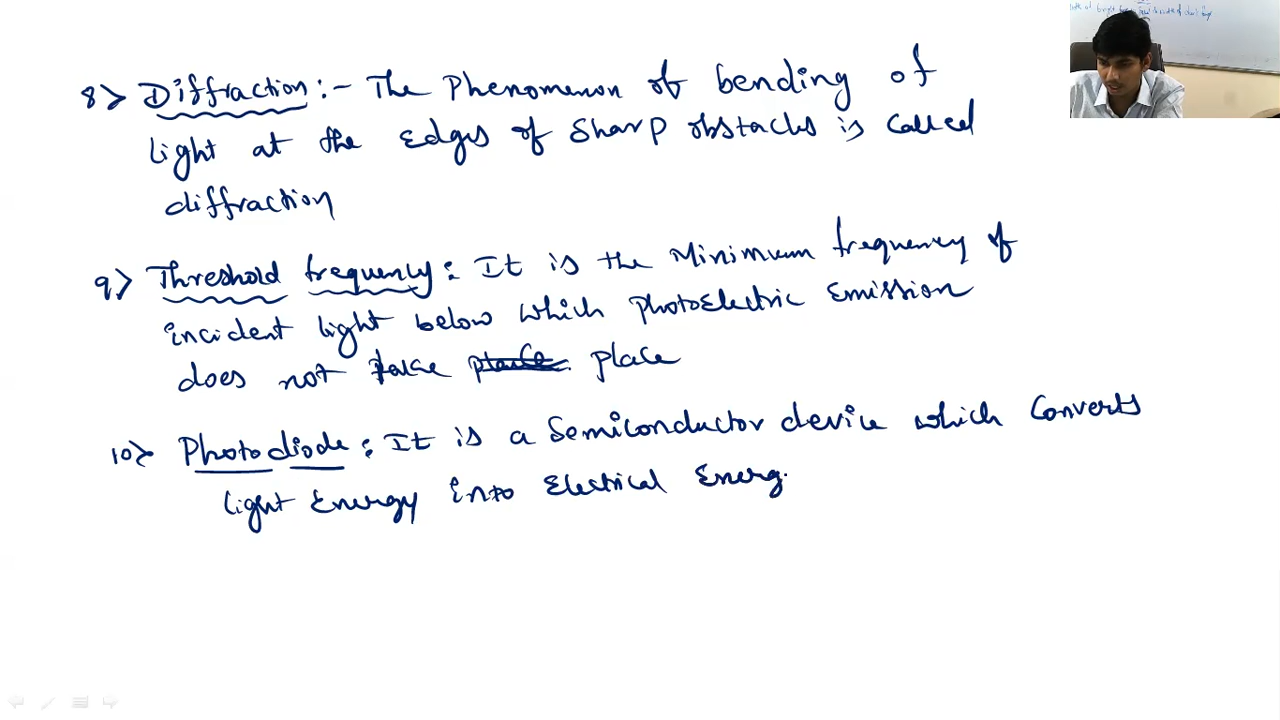 8> Diffraction :- The Phenomenon of bending of
light at the edges of Sharp obstacles is called
diffraction
9> Threshold frequency : It is the Minimum frequency of
incident light below which photoelectric Emission
does not take place place
10> Photodiode : It is a Semiconductor device which Converts
light Energy into Electrical Energ